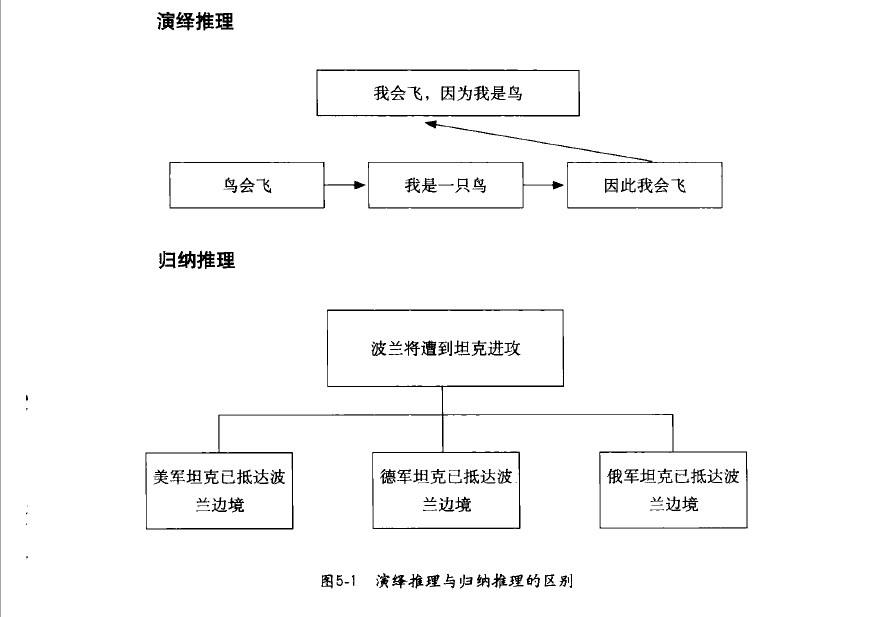 演绎推理
我会飞，因为我是鸟
鸟会飞
我是一只鸟
因此我会飞
归纳推理
波兰将遭到坦克进攻
美军坦克已抵达波
兰边境
德军坦克已抵达波
兰边境
俄军坦克已抵达波
兰边境
图5-1 演绎推理与归纳推理的区别